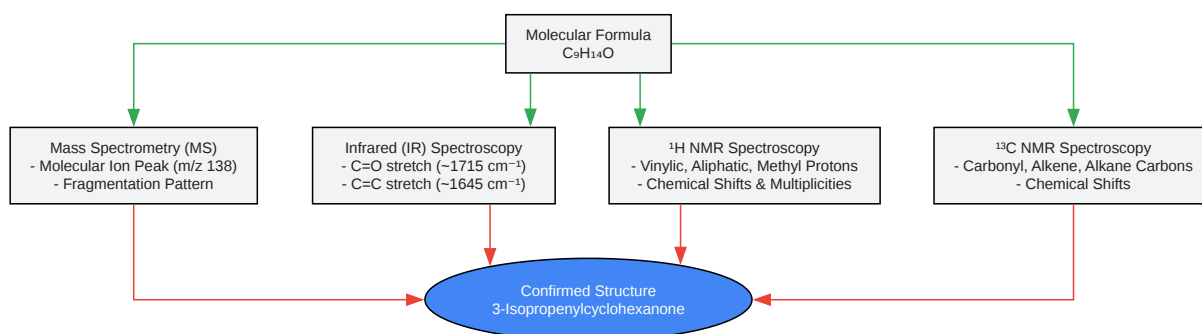 Molecular Formula
C₉H₁₄O
Mass Spectrometry (MS)
- Molecular Ion Peak (m/z 138)
- Fragmentation Pattern
Infrared (IR) Spectroscopy
- C=O stretch (~1715 cm⁻¹)
- C=C stretch (~1645 cm⁻¹)
¹H NMR Spectroscopy
- Vinylic, Aliphatic, Methyl Protons
- Chemical Shifts & Multiplicities
¹³C NMR Spectroscopy
- Carbonyl, Alkene, Alkane Carbons
- Chemical Shifts
Confirmed Structure
3-Isopropenylcyclohexanone